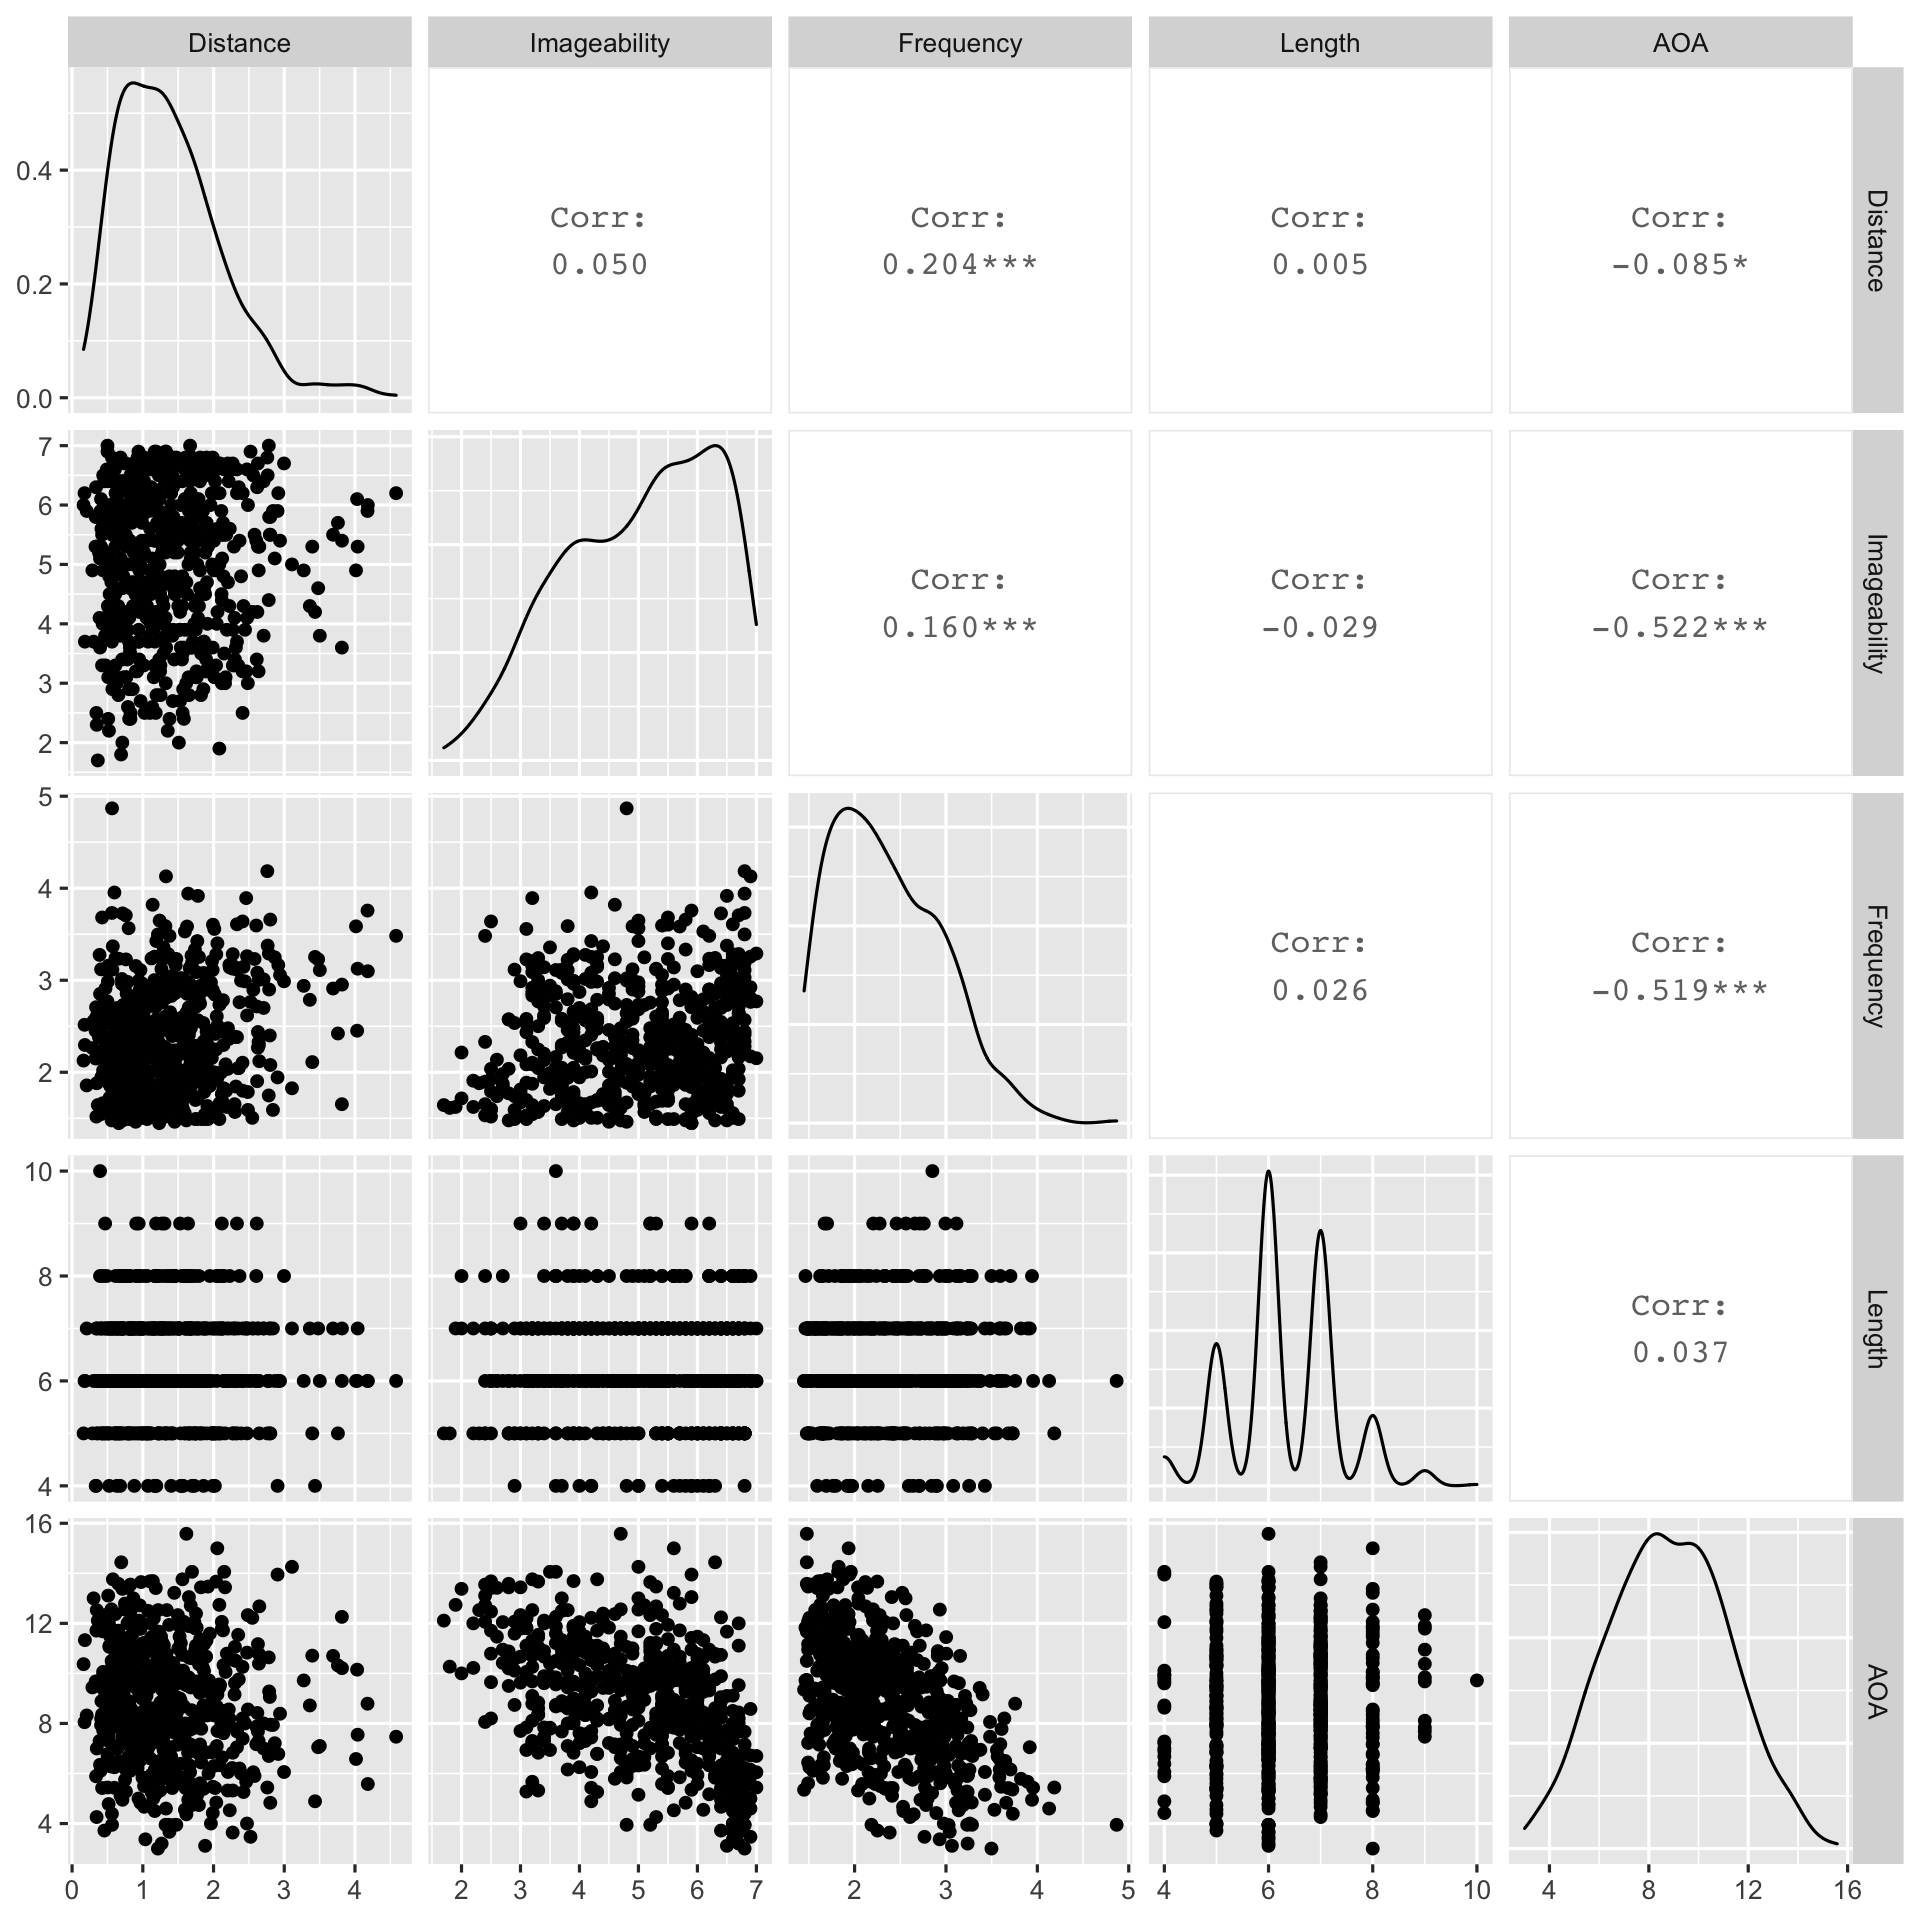 Distance Imageability Frequency Length AOA
0.4
0.2
0.0
Corr:
0.050
Corr:
0.204***
Corr:
0.005
Corr:
-0.085*
Distance
7
6
5
4
3
2
Corr:
0.160***
Corr:
-0.029
Corr:
-0.522***
Imageability
5
4
3
2
Corr:
0.026
Corr:
-0.519***
Frequency
10
8
6
4
Corr:
0.037
Length
16
12
8
4
AOA
0 1 2 3 4
2 3 4 5 6 7
2 3 4 5
4 6 8 10
4 8 12 16